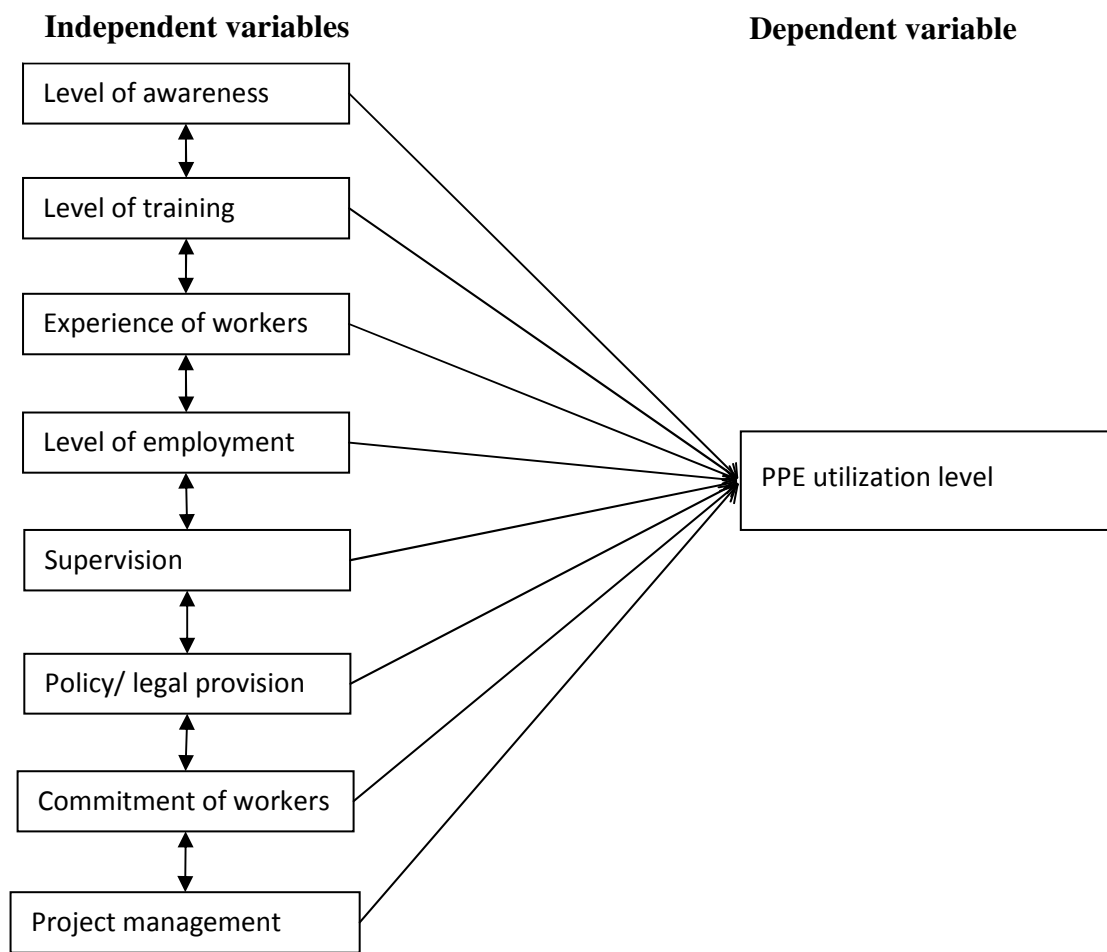 Independent variables
Dependent variable
Level of awareness
Level of training
Experience of workers
Level of employment
PPE utilization level
Supervision
Policy/ legal provision
Commitment of workers
Project management